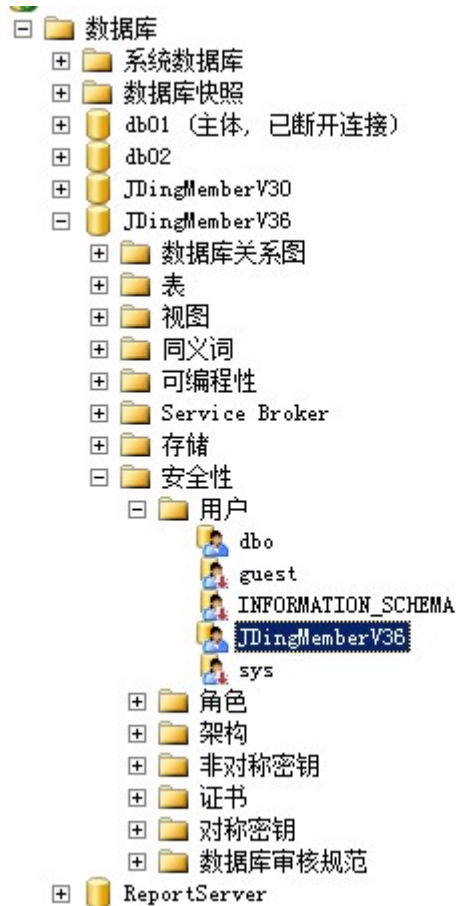 数据库
系统数据库
数据库快照
db01 (主体, 已断开连接)
db02
JDingMemberV30
JDingMemberV36
数据库关系图
表
视图
同义词
可编程性
Service Broker
存储
安全性
用户
dbo
guest
INFORMATION_SCHEMA
JDingMemberV36
sys
角色
架构
非对称密钥
证书
对称密钥
数据库审核规范
ReportServer